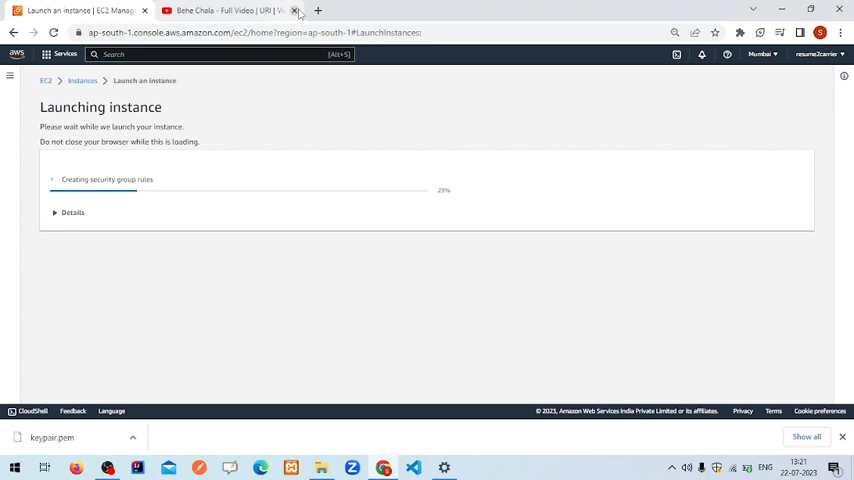 Launch an instance | EC2 Manag
Behe Chala - Full Video | URI | Vi
ap-south-1.console.aws.amazon.com/ec2/home?region=ap-south-1#LaunchInstances:
S
aws
Services
Search
[Alt+S]
Mumbai
resume2carrier
EC2 > Instances > Launch an instance
Launching instance
Please wait while we launch your instance.
Do not close your browser while this is loading.
Creating security group rules
25%
Details
CloudShell
Feedback
Language
© 2023, Amazon Web Services India Private Limited or its affiliates.
Privacy
Terms
Cookie preferences
keypair.pem
Show all
ENG
13:21
22-07-2023